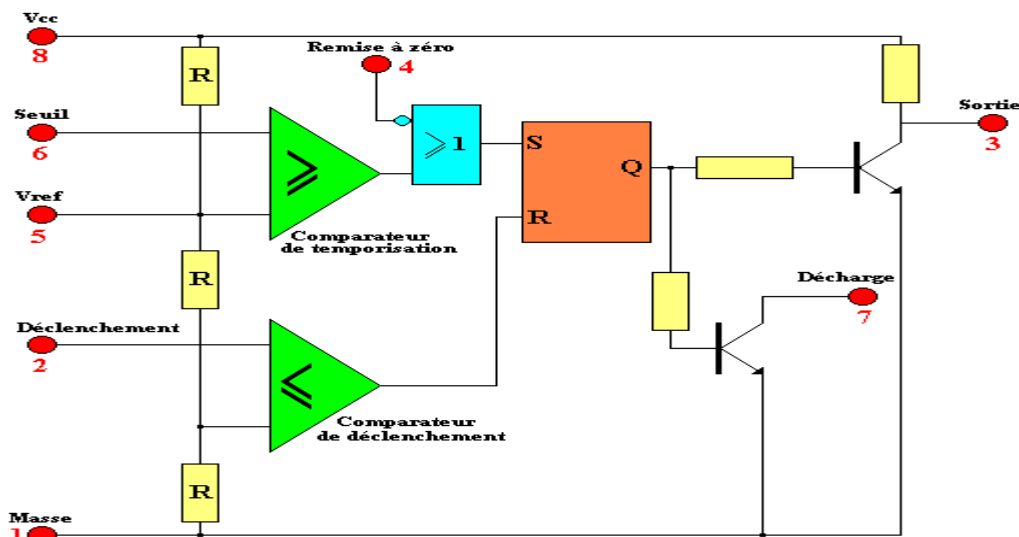 Vcc
8
Remise à zéro
4
R
Seuil
6
Sortie
3
⩾1
S
⩾
Q
Vref
5
R
Comparateur
de temporisation
R
Décharge
7
Déclenchement
2
⩽
Comparateur
de déclenchement
R
Masse
1